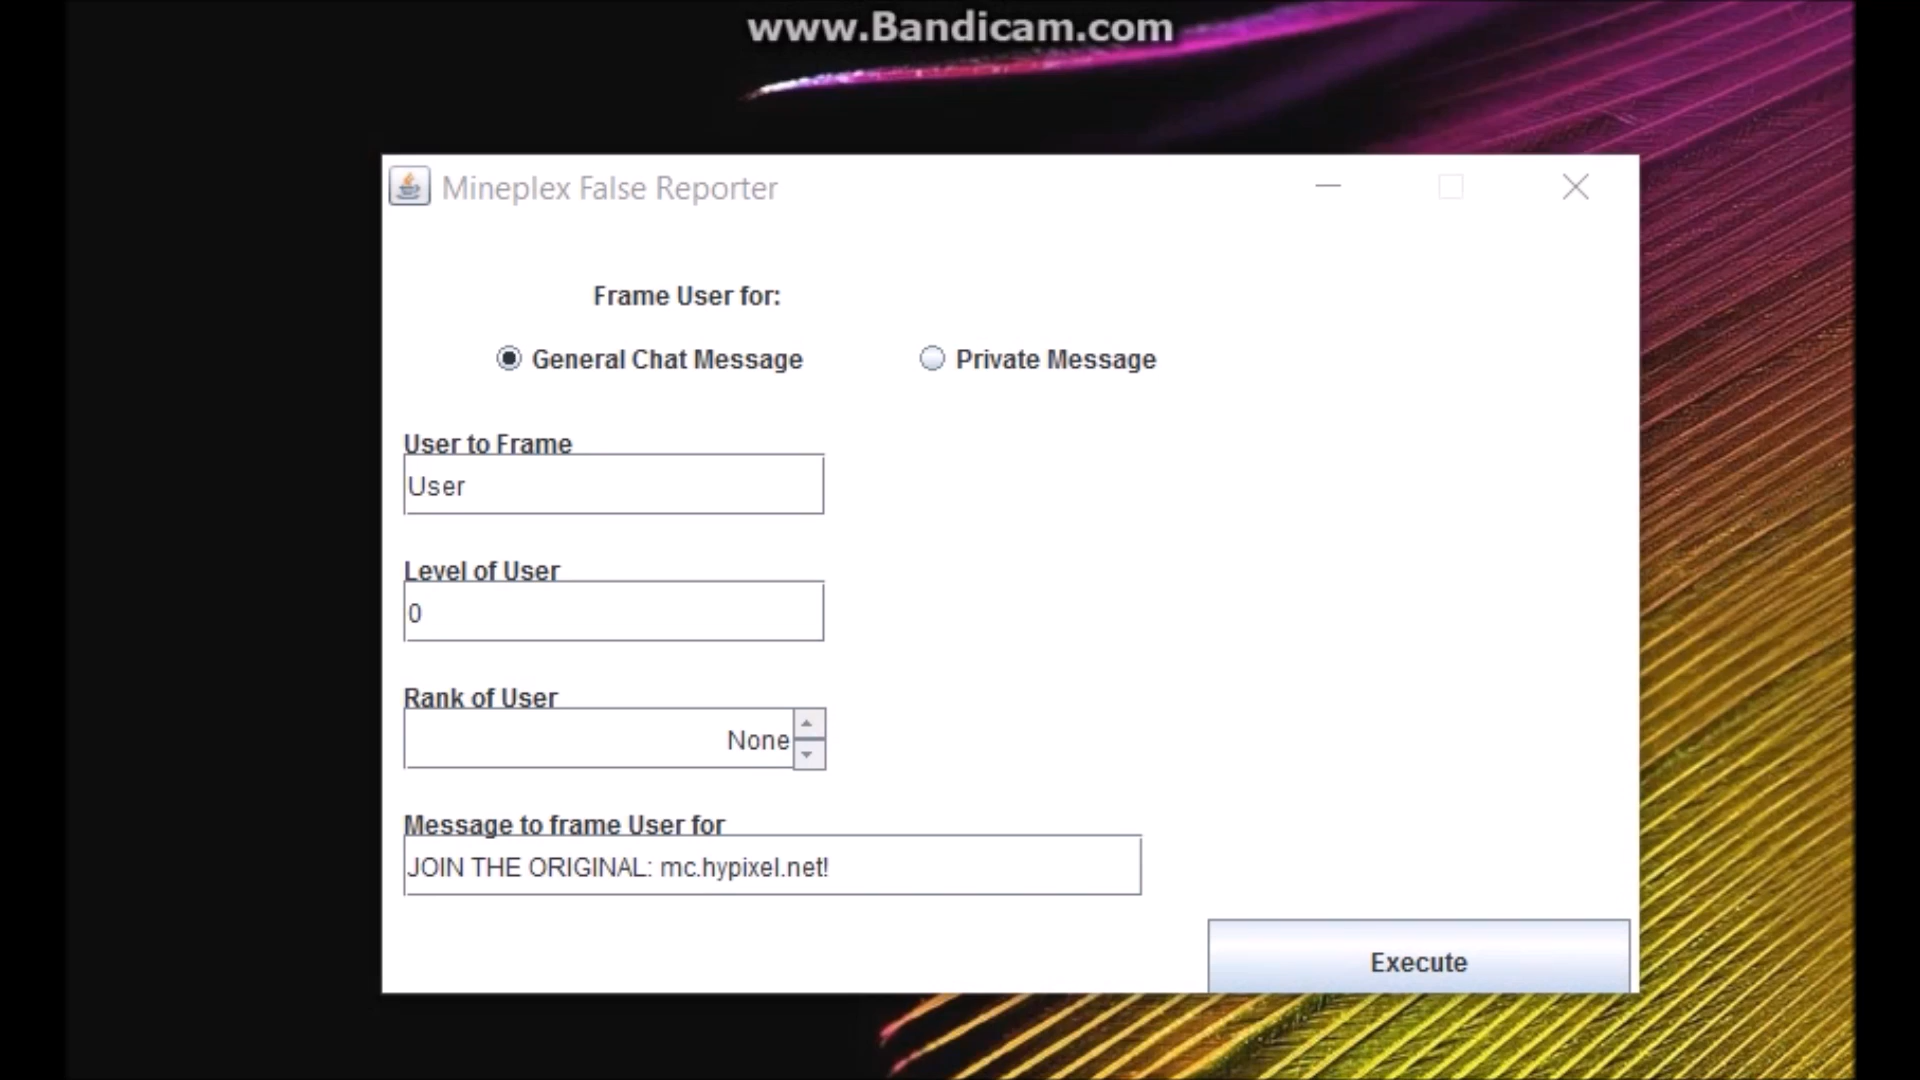 www.Bandicam.com
Mineplex False Reporter
Frame User for:
General Chat Message
Private Message
User to Frame
User
Level of User
0
Rank of User
None
Message to frame User for
JOIN THE ORIGINAL: mc.hypixel.net!
Execute